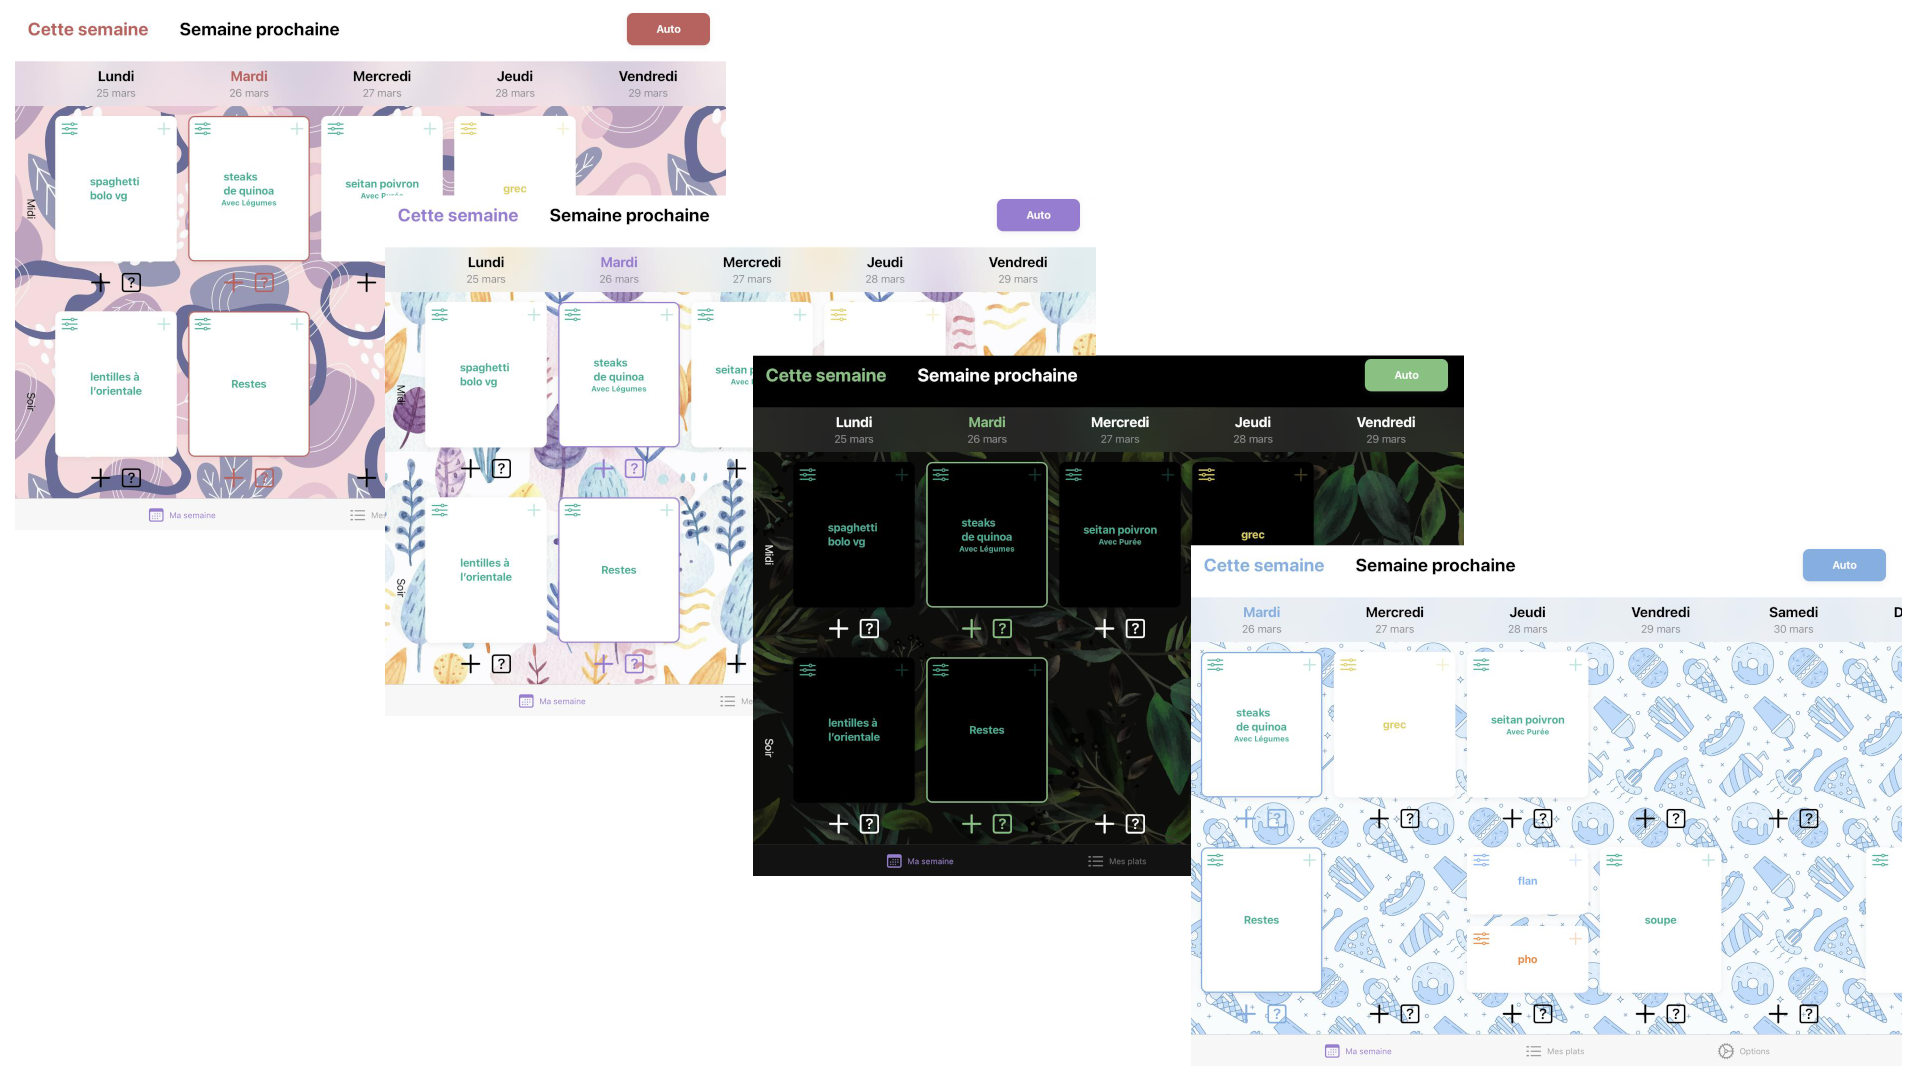 Cette semaine Semaine prochaine Auto
Lundi Mardi Mercredi Jeudi Vendredi
25 mars 26 mars 27 mars 28 mars 29 mars
Midi
spaghetti
bolo vg
steaks
de quinoa
Avec Légumes
seitan poivron
Avec Purée
grec
?
?
Soir
lentilles à
l'orientale
Restes
?
?
Ma semaine
Cette semaine Semaine prochaine Auto
Lundi Mardi Mercredi Jeudi Vendredi
25 mars 26 mars 27 mars 28 mars 29 mars
Midi
spaghetti
bolo vg
steaks
de quinoa
Avec Légumes
seitan
?
?
Soir
lentilles à
l'orientale
Restes
?
?
Ma semaine
Cette semaine Semaine prochaine Auto
Lundi Mardi Mercredi Jeudi Vendredi
25 mars 26 mars 27 mars 28 mars 29 mars
Midi
spaghetti
bolo vg
steaks
de quinoa
Avec Légumes
seitan poivron
Avec Purée
grec
? ? ?
Soir
lentilles à
l'orientale
Restes
? ? ?
Ma semaine Mes plats
Cette semaine Semaine prochaine Auto
Mardi Mercredi Jeudi Vendredi Samedi D
26 mars 27 mars 28 mars 29 mars 30 mars
steaks
de quinoa
Avec Légumes
grec
seitan poivron
Avec Purée
? ? ? ? ?
Restes
flan
pho
soupe
? ? ? ? ?
Ma semaine Mes plats Options